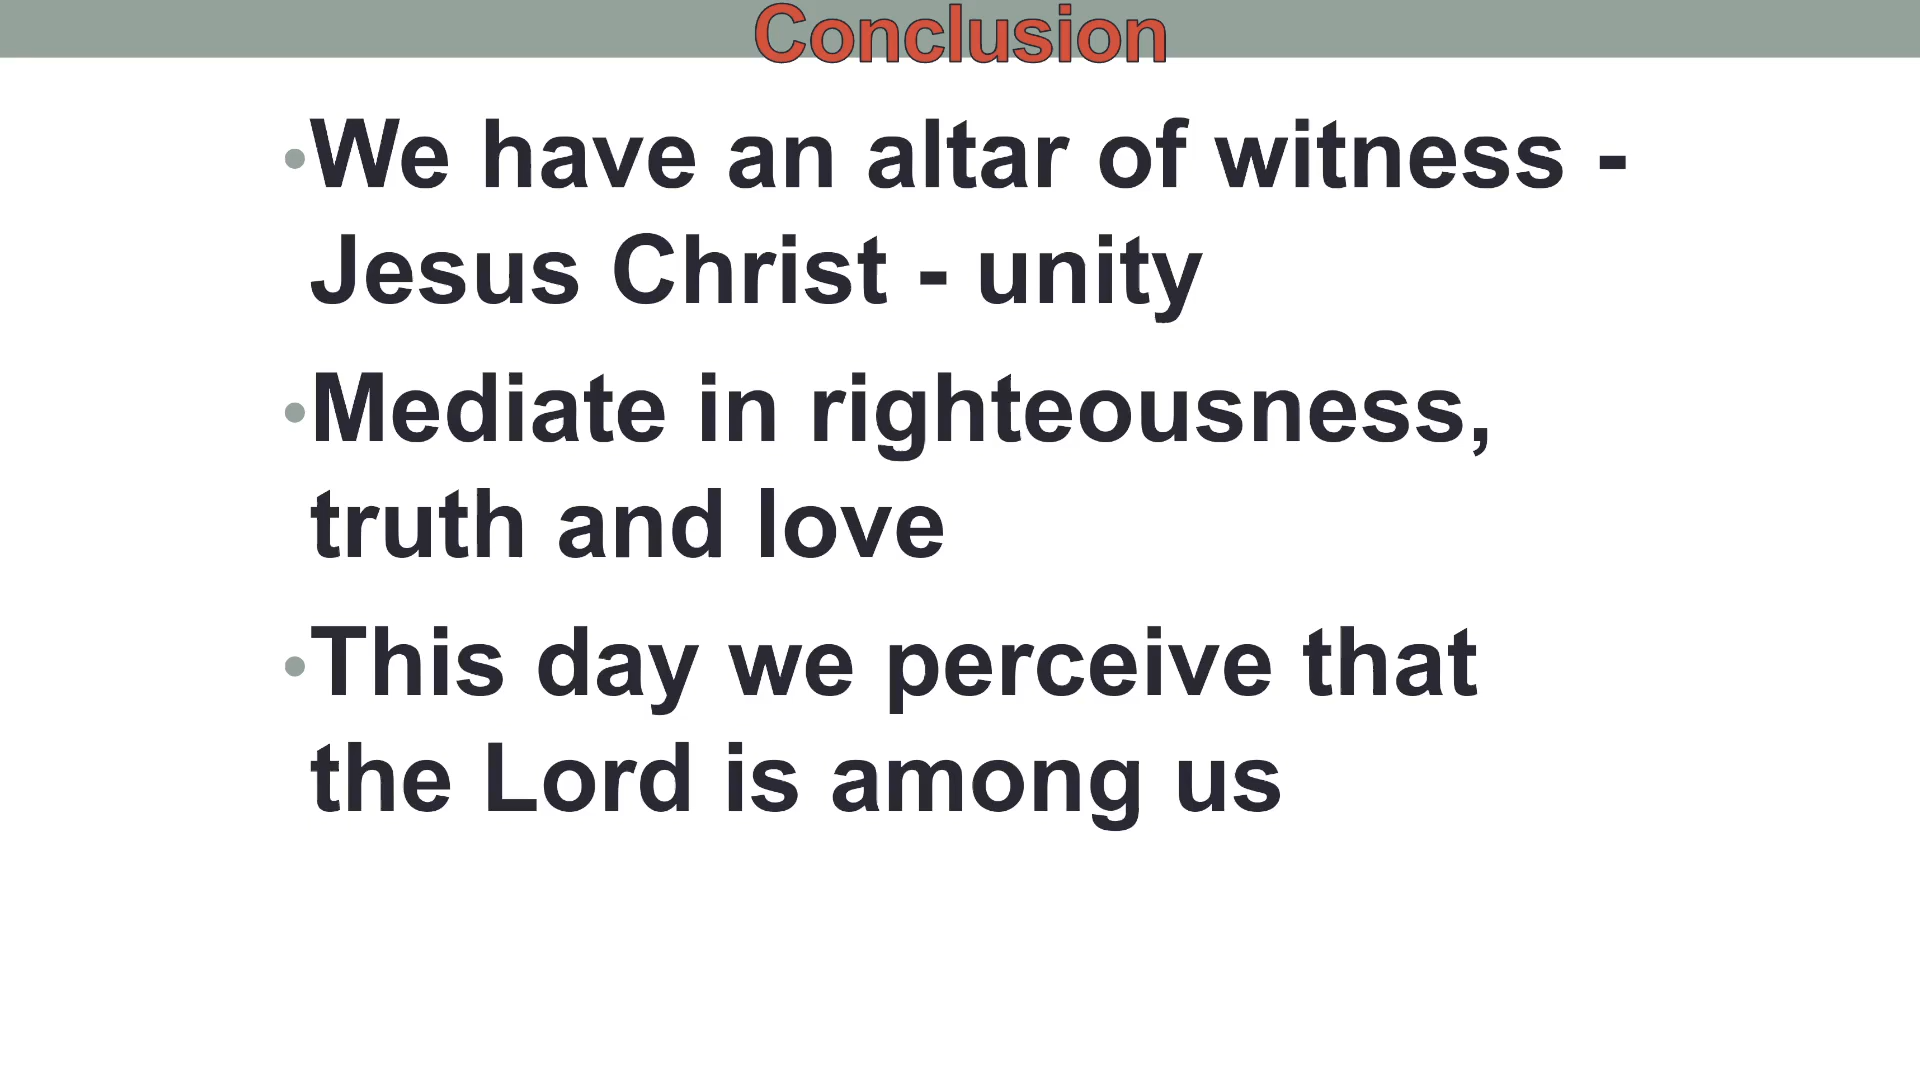 Conclusion
•We have an altar of witness -
Jesus Christ - unity
•Mediate in righteousness,
truth and love
•This day we perceive that
the Lord is among us